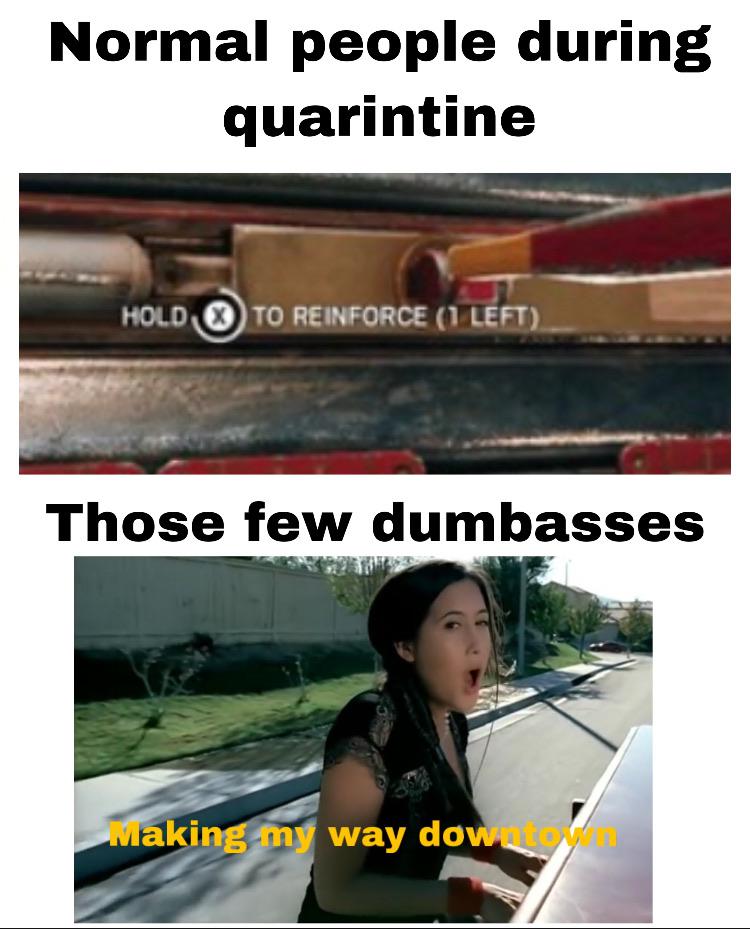 Normal people during
quarintine
HOLD X TO REINFORCE (1 LEFT)
Those few dumbasses
Making my way downtown